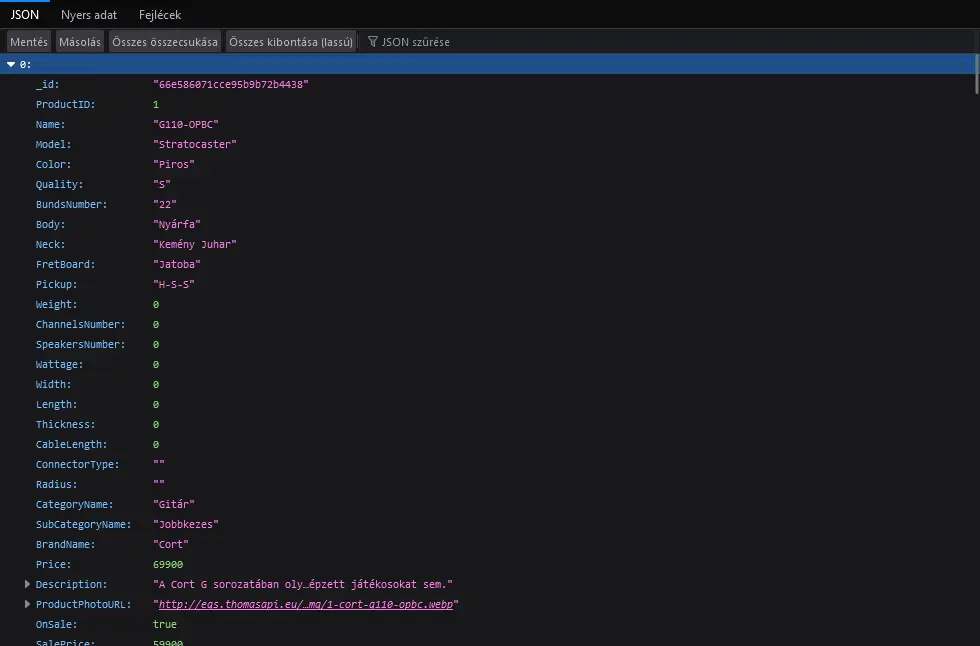 JSON Nyers adat Fejlécek
Mentés Másolás Összes összecsukása Összes kibontása (lassú) JSON szűrése
0:
_id: "66e586071cce95b9b72b4438"
ProductID: 1
Name: "G110-OPBC"
Model: "Stratocaster"
Color: "Piros"
Quality: "S"
BundsNumber: "22"
Body: "Nyárfa"
Neck: "Kemény Juhar"
FretBoard: "Jatoba"
Pickup: "H-S-S"
Weight: 0
ChannelsNumber: 0
SpeakersNumber: 0
Wattage: 0
Width: 0
Length: 0
Thickness: 0
CableLength: 0
ConnectorType: ""
Radius: ""
CategoryName: "Gitár"
SubCategoryName: "Jobbkezes"
BrandName: "Cort"
Price: 69900
Description: "A Cort G sorozatában oly…épzett játékosokat sem."
ProductPhotoURL: "http://egs.thomasapi.eu/…mg/1-cort-g110-opbc.webp"
OnSale: true
SalePrice: 59900